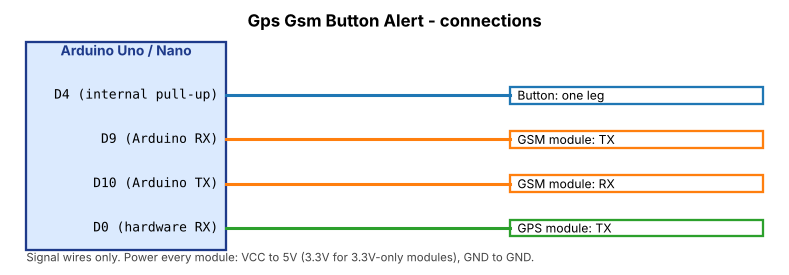 Gps Gsm Button Alert - connections
Arduino Uno / Nano
D4 (internal pull-up)
Button: one leg
D9 (Arduino RX)
GSM module: TX
D10 (Arduino TX)
GSM module: RX
D0 (hardware RX)
GPS module: TX
Signal wires only. Power every module: VCC to 5V (3.3V for 3.3V-only modules), GND to GND.